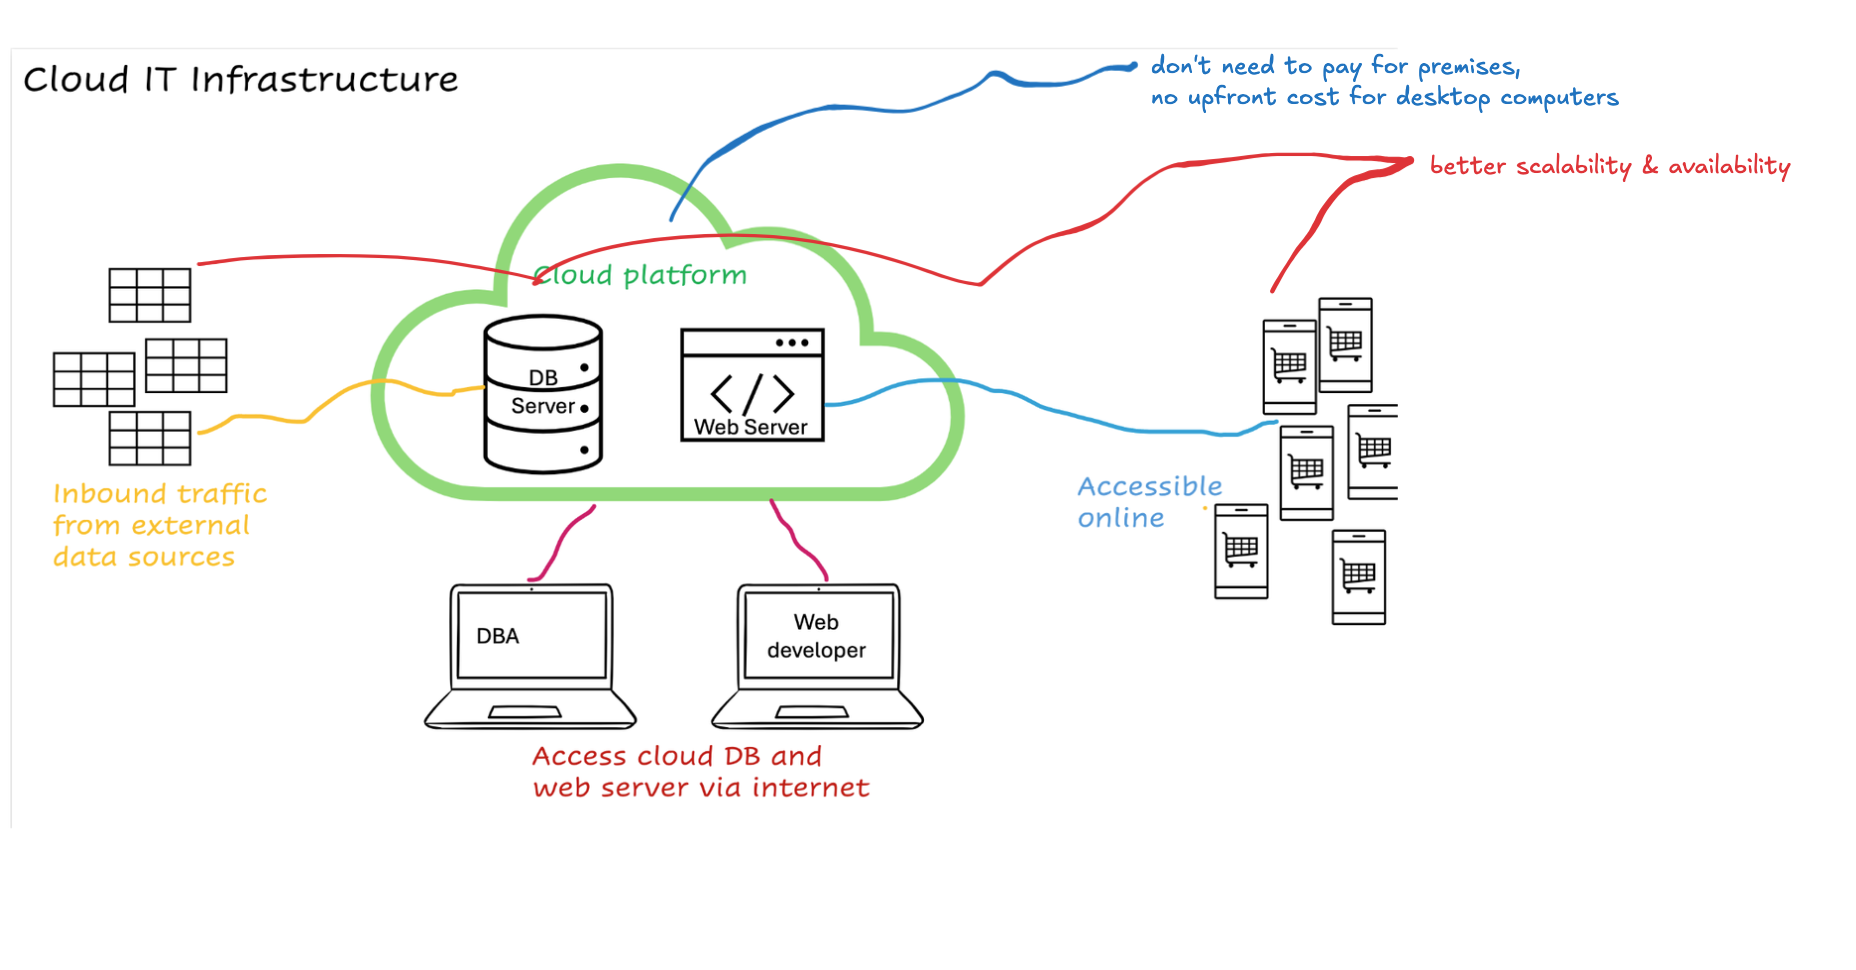 Cloud IT Infrastructure
don't need to pay for premises,
no upfront cost for desktop computers
better scalability & availability
Cloud platform
DB
Server
</>
Web Server
Inbound traffic
from external
data sources
Accessible
online
DBA
Web
developer
Access cloud DB and
web server via internet